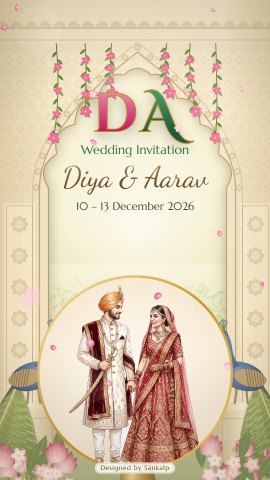 DA
Wedding Invitation
Diya & Aarav
10 – 13 December 2026
Designed by Sankalp